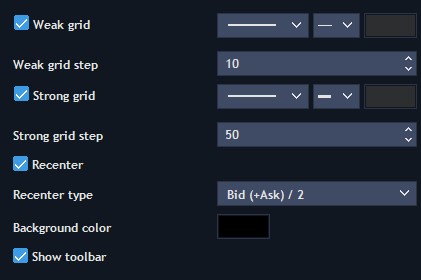 Weak grid
Weak grid step 10
Strong grid
Strong grid step 50
Recenter
Recenter type Bid (+Ask) / 2
Background color
Show toolbar